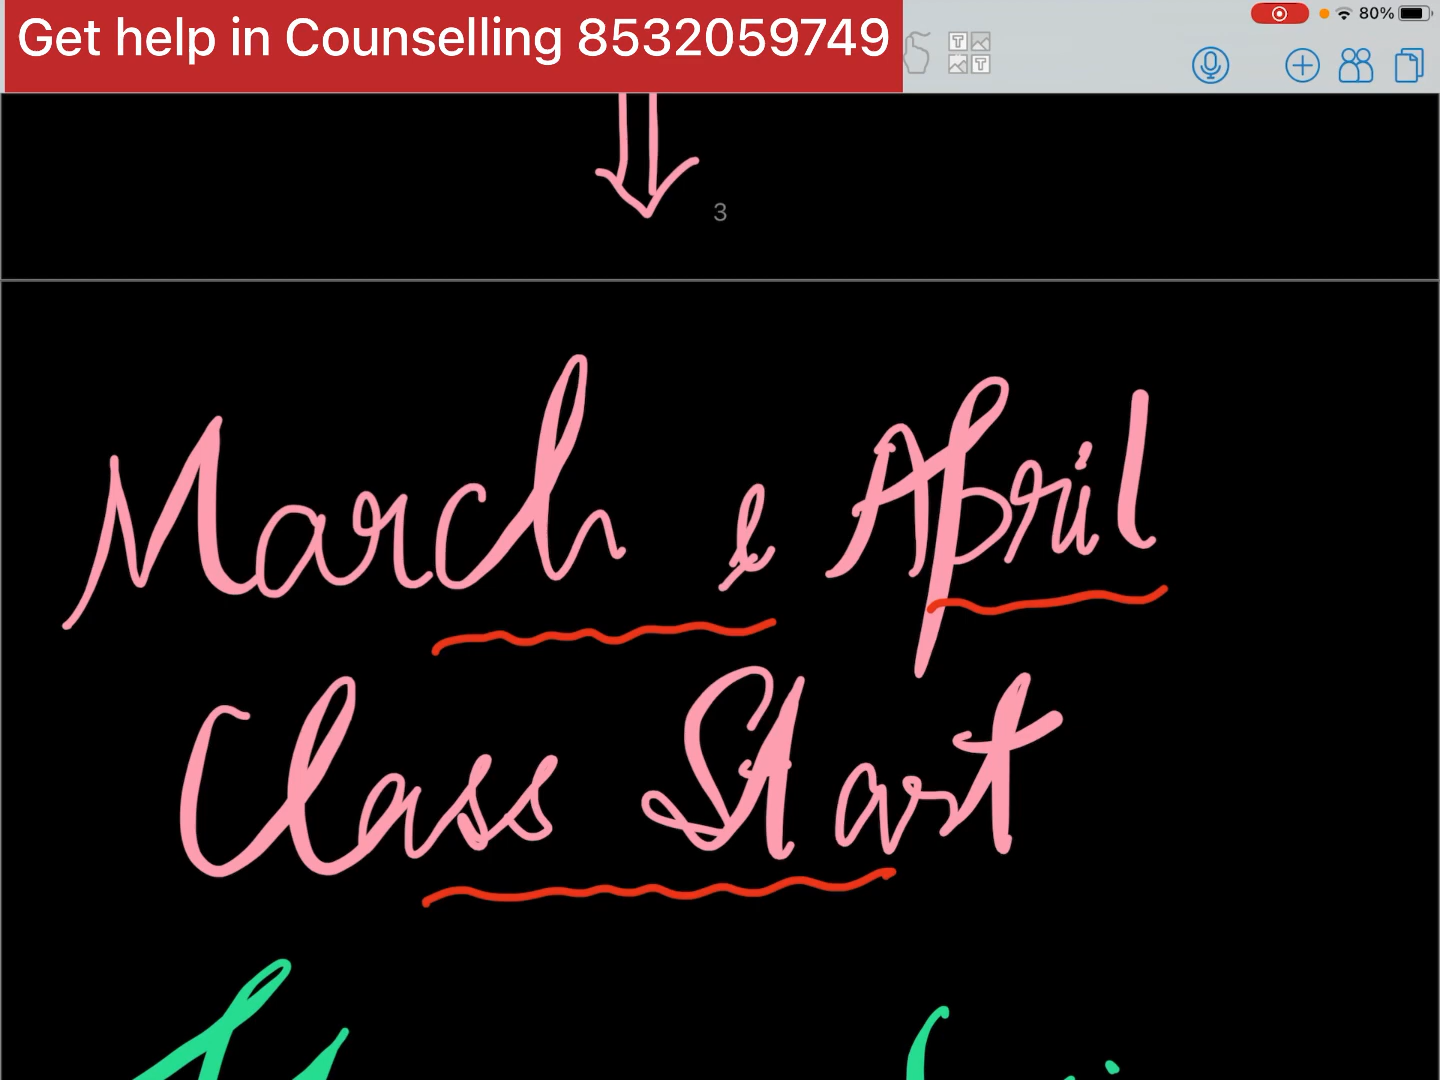 Get help in Counselling 8532059749
80%
3
March & April
Class Start